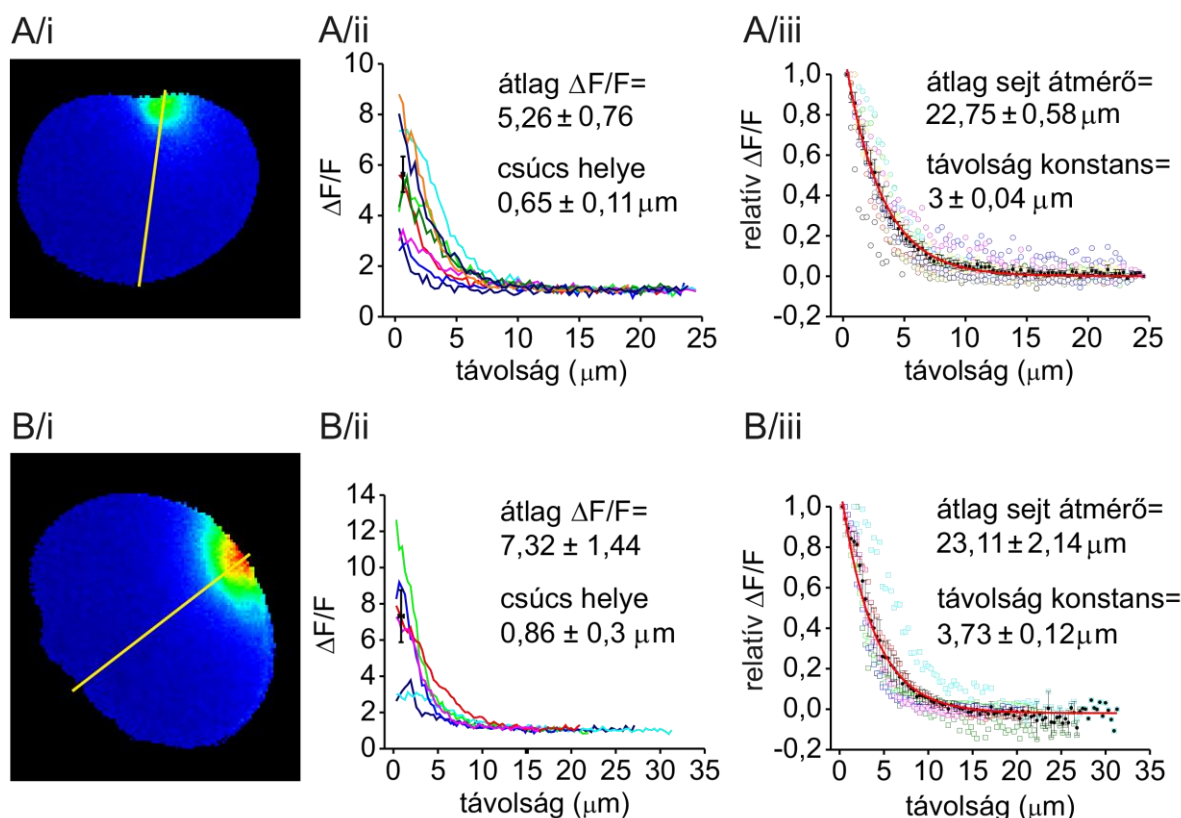 A/i
A/ii
A/iii
ΔF/F
10
8
6
4
2
0
átlag ΔF/F=
5,26 ± 0,76
csúcs helye
0,65 ± 0,11 μm
0 5 10 15 20 25
távolság (μm)
relatív ΔF/F
1,0
0,8
0,6
0,4
0,2
0,0
-0,2
átlag sejt átmérő=
22,75 ± 0,58 μm
távolság konstans=
3 ± 0,04 μm
0 5 10 15 20 25
távolság (μm)
B/i
B/ii
B/iii
ΔF/F
14
12
10
8
6
4
2
0
átlag ΔF/F=
7,32 ± 1,44
csúcs helye
0,86 ± 0,3 μm
0 5 10 15 20 25 30 35
távolság (μm)
relatív ΔF/F
1,0
0,8
0,6
0,4
0,2
0,0
-0,2
átlag sejt átmérő=
23,11 ± 2,14 μm
távolság konstans=
3,73 ± 0,12 μm
0 5 10 15 20 25 30 35
távolság (μm)